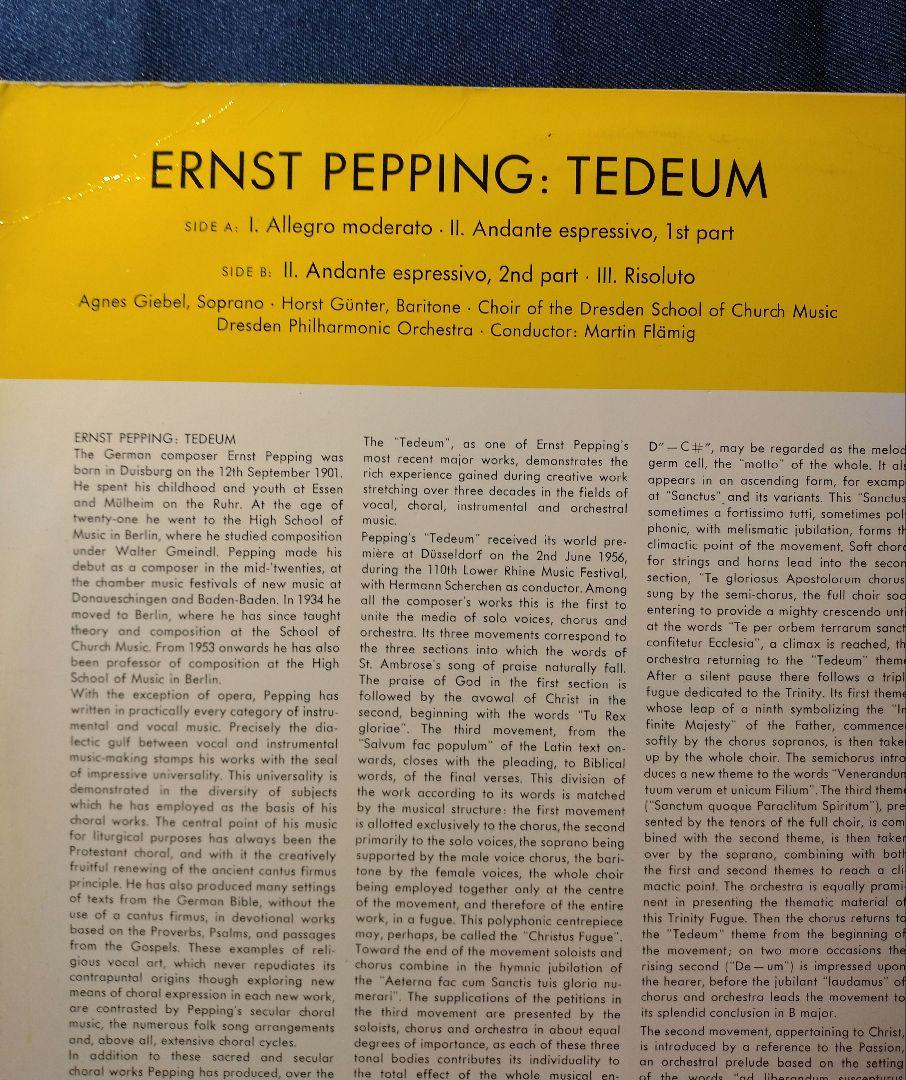 ERNST PEPPING: TEDEUM
SIDE A: I. Allegro moderato · II. Andante espressivo, 1st part
SIDE B: II. Andante espressivo, 2nd part · III. Risoluto
Agnes Giebel, Soprano · Horst Günter, Baritone · Choir of the Dresden School of Church Music
Dresden Philharmonic Orchestra · Conductor: Martin Flämig
ERNST PEPPING: TEDEUM
The German composer Ernst Pepping was
born in Duisburg on the 12th September 1901.
He spent his childhood and youth at Essen
and Mülheim on the Ruhr. At the age of
twenty-one he went to the High School of
Music in Berlin, where he studied composition
under Walter Gmeindl. Pepping made his
debut as a composer in the mid-'twenties, at
the chamber music festivals of new music at
Donaueschingen and Baden-Baden. In 1934 he
moved to Berlin, where he has since taught
theory and composition at the School of
Church Music. From 1953 onwards he has also
been professor of composition at the High
School of Music in Berlin.
With the exception of opera, Pepping has
written in practically every category of instru-
mental and vocal music. Precisely the dia-
lectic gulf between vocal and instrumental
music-making stamps his works with the seal
of impressive universality. This universality is
demonstrated in the diversity of subjects
which he has employed as the basis of his
choral works. The central point of his music
for liturgical purposes has always been the
Protestant choral, and with it the creatively
fruitful renewing of the ancient cantus firmus
principle. He has also produced many settings
of texts from the German Bible, without the
use of a cantus firmus, in devotional works
based on the Proverbs, Psalms, and passages
from the Gospels. These examples of reli-
gious vocal art, which never repudiates its
contrapuntal origins though exploring new
means of choral expression in each new work,
are contrasted by Pepping's secular choral
music, the numerous folk song arrangements
and, above all, extensive choral cycles.
In addition to these sacred and secular
choral works Pepping has produced, over the
The "Tedeum", as one of Ernst Pepping's
most recent major works, demonstrates the
rich experience gained during creative work
stretching over three decades in the fields of
vocal, choral, instrumental and orchestral
music.
Pepping's "Tedeum" received its world pre-
mière at Düsseldorf on the 2nd June 1956,
during the 110th Lower Rhine Music Festival,
with Hermann Scherchen as conductor. Among
all the composer's works this is the first to
unite the media of solo voices, chorus and
orchestra. Its three movements correspond to
the three sections into which the words of
St. Ambrose's song of praise naturally fall.
The praise of God in the first section is
followed by the avowal of Christ in the
second, beginning with the words "Tu Rex
gloriae". The third movement, from the
"Salvum fac populum" of the Latin text on-
wards, closes with the pleading, to Biblical
words, of the final verses. This division of
the work according to its words is matched
by the musical structure: the first movement
is allotted exclusively to the chorus, the second
primarily to the solo voices, the soprano being
supported by the male voice chorus, the bari-
tone by the female voices, the whole choir
being employed together only at the centre
of the movement, and therefore of the entire
work, in a fugue. This polyphonic centrepiece
may, perhaps, be called the "Christus Fugue".
Toward the end of the movement soloists and
chorus combine in the hymnic jubilation of
the "Aeterna fac cum Sanctis tuis gloria nu-
merari". The supplications of the petitions in
the third movement are presented by the
soloists, chorus and orchestra in about equal
degrees of importance, as each of these three
tonal bodies contributes its individuality to
the total effect of the whole musical en-
D"—C#", may be regarded as the melod
germ cell, the "motto" of the whole. It als
appears in an ascending form, for examp
at "Sanctus" and its variants. This "Sanctus
sometimes a fortissimo tutti, sometimes pol
phonic, with melismatic jubilation, forms th
climactic point of the movement. Soft chord
for strings and horns lead into the secon
section, "Te gloriosus Apostolorum chorus
sung by the semi-chorus, the full choir soo
entering to provide a mighty crescendo unti
at the words "Te per orbem terrarum sanct
confitetur Ecclesia", a climax is reached, th
orchestra returning to the "Tedeum" theme
After a silent pause there follows a tripl
fugue dedicated to the Trinity. Its first theme
whose leap of a ninth symbolizing the "In
finite Majesty" of the Father, commence
softly by the chorus sopranos, is then taken
up by the whole choir. The semichorus intro
duces a new theme to the words "Venerandum
tuum verum et unicum Filium". The third theme
("Sanctum quoque Paraclitum Spiritum"), pre
sented by the tenors of the full choir, is com
bined with the second theme, is then taken
over by the soprano, combining with both
the first and second themes to reach a cli
mactic point. The orchestra is equally promi
nent in presenting the thematic material of
this Trinity Fugue. Then the chorus returns to
the "Tedeum" theme from the beginning of
the movement; on two more occasions the
rising second ("De—um") is impressed upon
the hearer, before the jubilant "laudamus" of
chorus and orchestra leads the movement to
its splendid conclusion in B major.
The second movement, appertaining to Christ,
is introduced by a reference to the Passion,
an orchestral prelude based on the setting
of the words "ad liberandum suscepturus